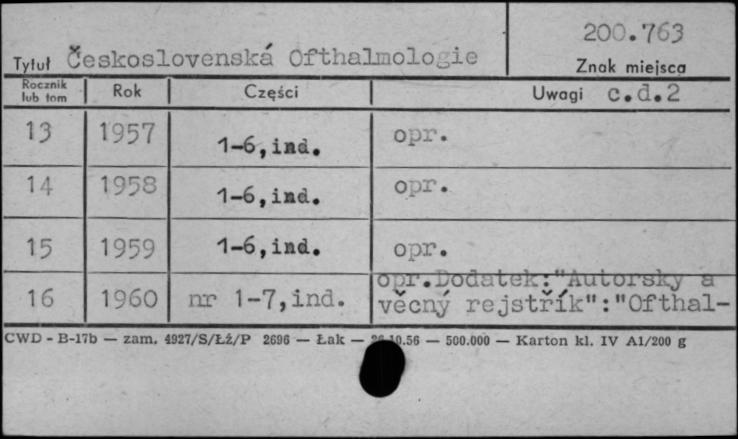 Tytuł Československá Ofthalmologie
200.763
Znak miejsca
Rocznik lub tom | Rok | Części | Uwagi c.d.2
13 1957 1-6,ind. opr.
14 1958 1-6,ind. opr.
15 1959 1-6,ind. opr.
16 1960 nr 1-7,ind. opr.Dodatek:"Autorsky a
věcný rejstřík":"Ofthal-
CWD - B-17b — zam. 4927/S/Łż/P 2696 — Łak — 10.56 — 500.000 — Karton kl. IV A1/200 g